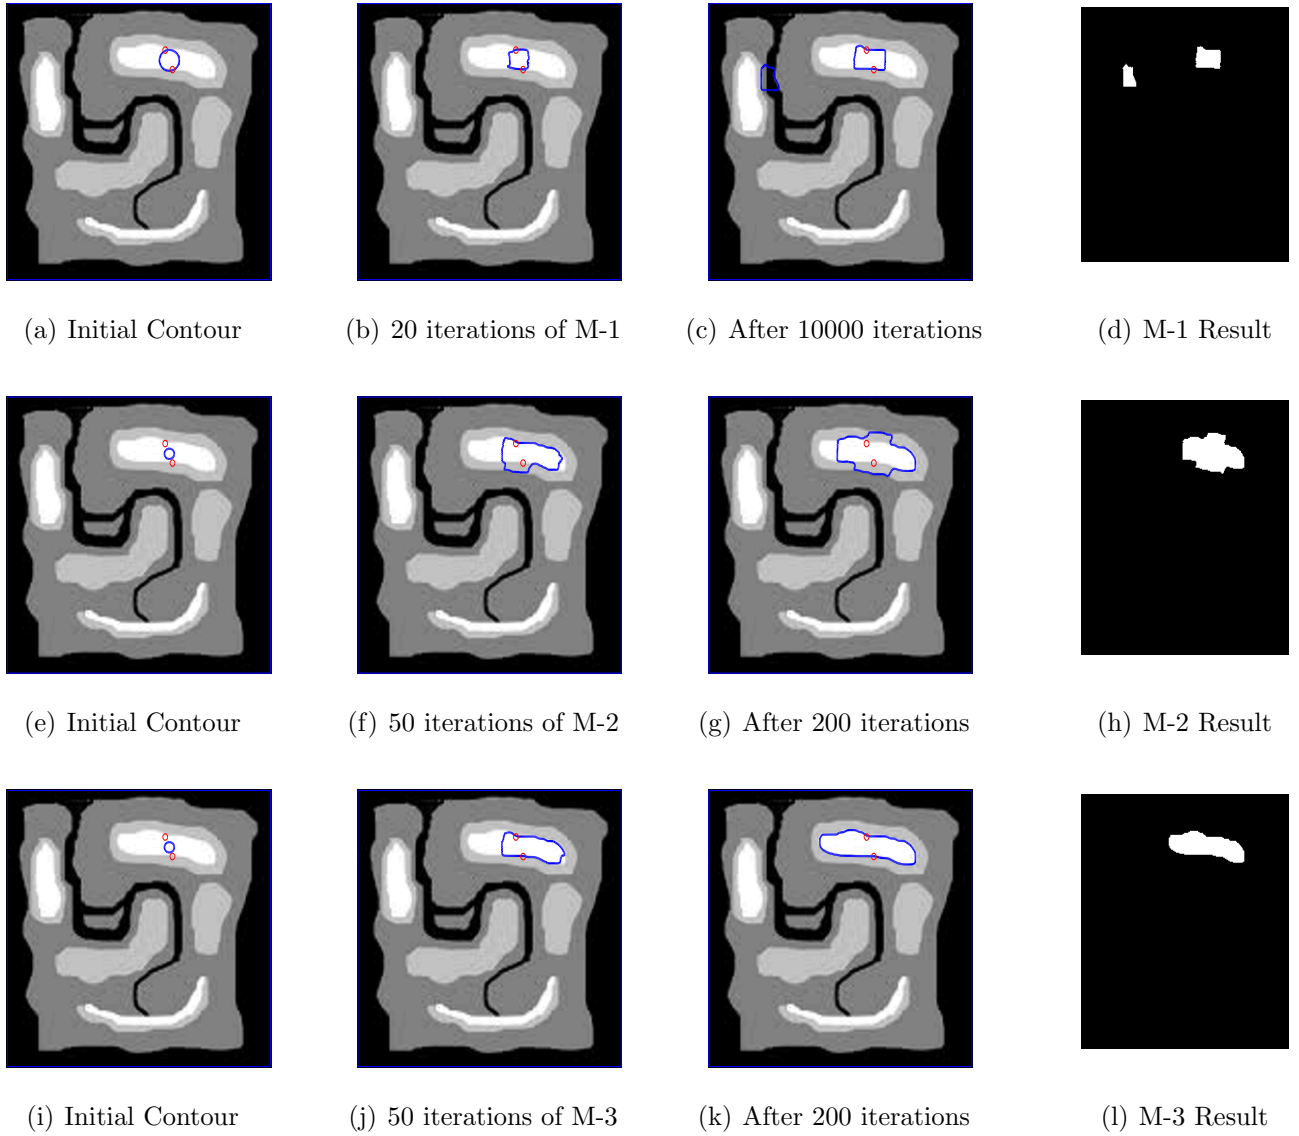 (a) Initial Contour
(b) 20 iterations of M-1
(c) After 10000 iterations
(d) M-1 Result
(e) Initial Contour
(f) 50 iterations of M-2
(g) After 200 iterations
(h) M-2 Result
(i) Initial Contour
(j) 50 iterations of M-3
(k) After 200 iterations
(l) M-3 Result